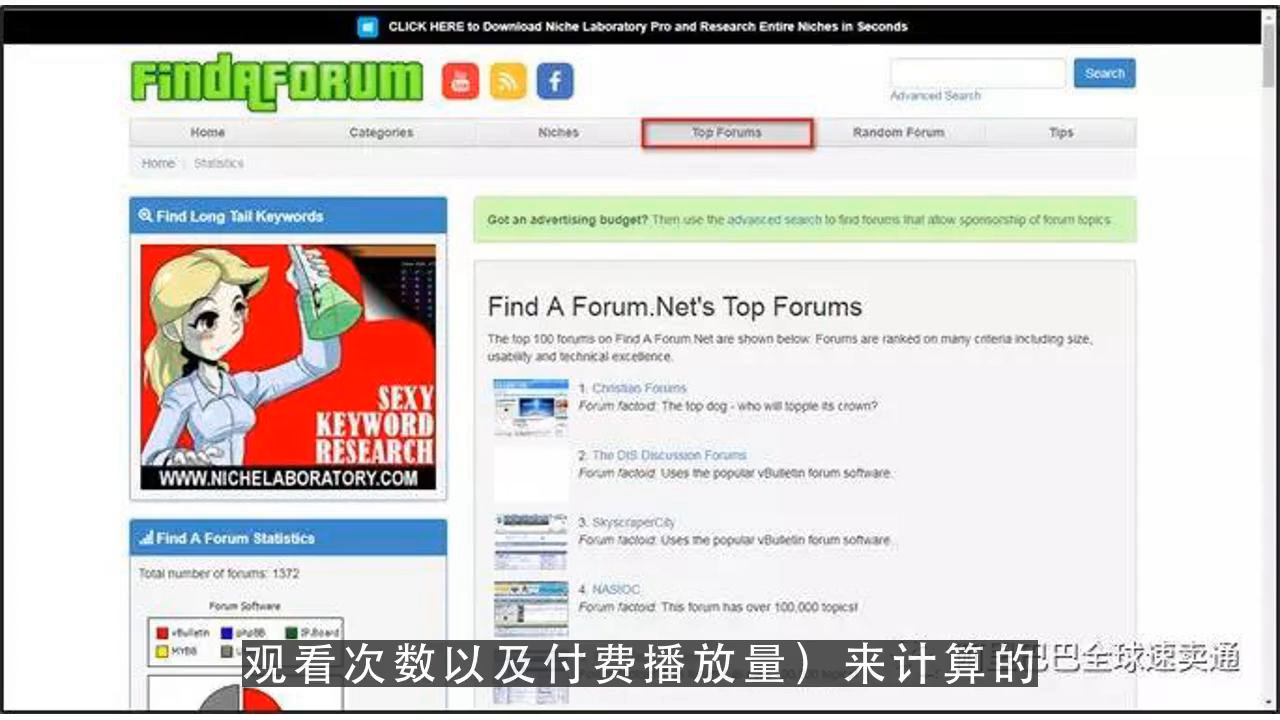 CLICK HERE to Download Niche Laboratory Pro and Research Entire Niches in Seconds
FindAForum
Search
Advanced Search
Home
Categories
Niches
Top Forums
Random Forum
Tips
Home
Statistics
Find Long Tail Keywords
SEXY
KEYWORD
RESEARCH
WWW.NICHELABORATORY.COM
Find A Forum Statistics
Total number of forums: 1372
Forum Software
vBulletin
phpBB
IP.Board
MYBB
Got an advertising budget? Then use the advanced search to find forums that allow sponsorship of forum topics.
Find A Forum.Net's Top Forums
The top 100 forums on Find A Forum.Net are shown below. Forums are ranked on many criteria including size,
usability and technical excellence.
1. Christian Forums
Forum factoid: The top dog - who will topple its crown?
2. The DIS Discussion Forums
Forum factoid: Uses the popular vBulletin forum software.
3. SkyscraperCity
Forum factoid: Uses the popular vBulletin forum software.
4. NASIOC
Forum factoid: This forum has over 100,000 topics!
观看次数以及付费播放量）来计算的
巴巴全球速卖通